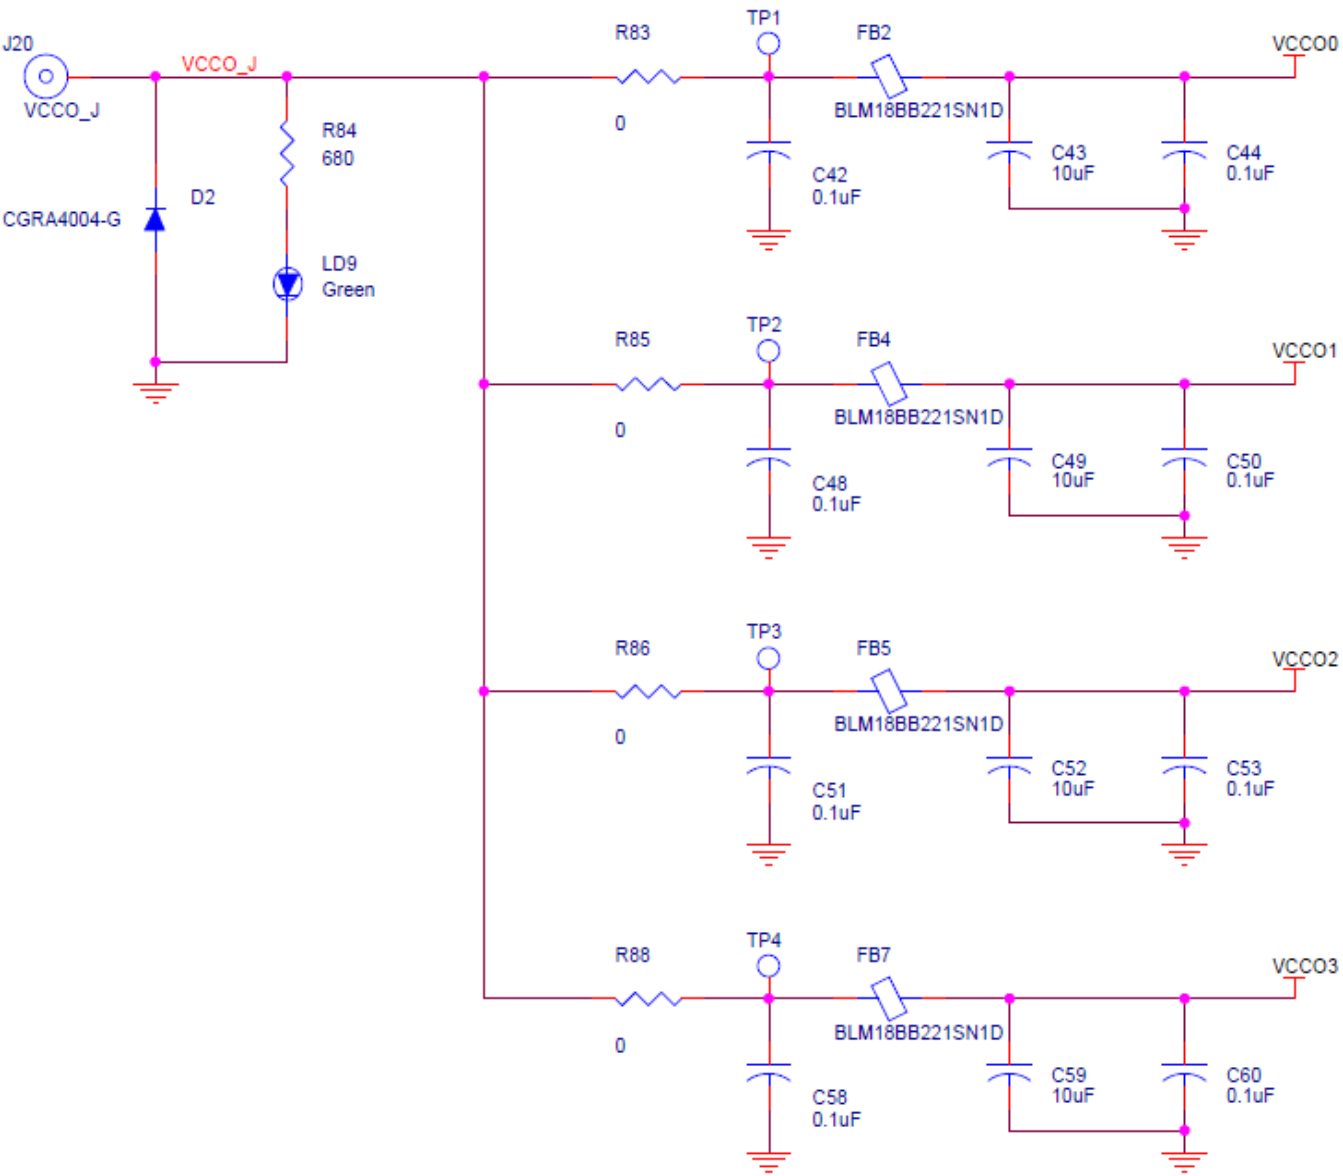 J20
VCCO_J
VCCO_J
R84
680
D2
CGRA4004-G
LD9
Green
R83
0
TP1
FB2
BLM18BB221SN1D
VCCO0
C42
0.1uF
C43
10uF
C44
0.1uF
R85
0
TP2
FB4
BLM18BB221SN1D
VCCO1
C48
0.1uF
C49
10uF
C50
0.1uF
R86
0
TP3
FB5
BLM18BB221SN1D
VCCO2
C51
0.1uF
C52
10uF
C53
0.1uF
R88
0
TP4
FB7
BLM18BB221SN1D
VCCO3
C58
0.1uF
C59
10uF
C60
0.1uF